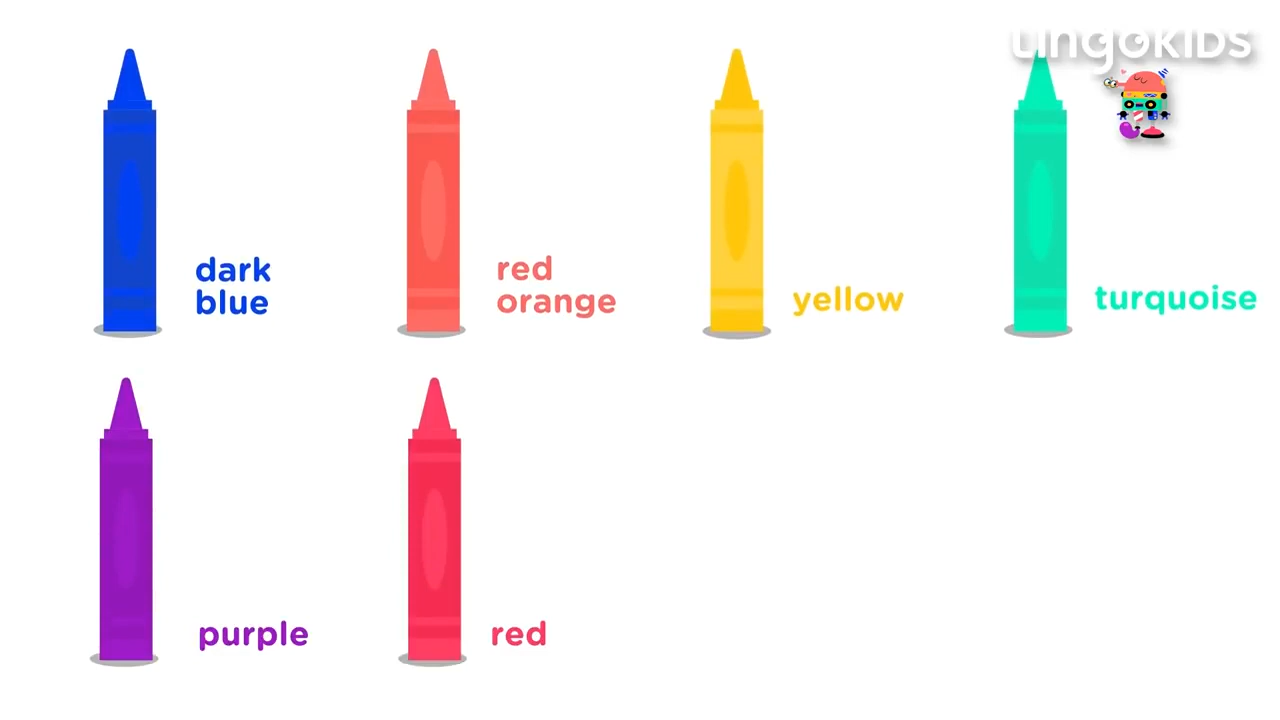 LINGOKIDS
dark
blue
red
orange
yellow
turquoise
purple
red